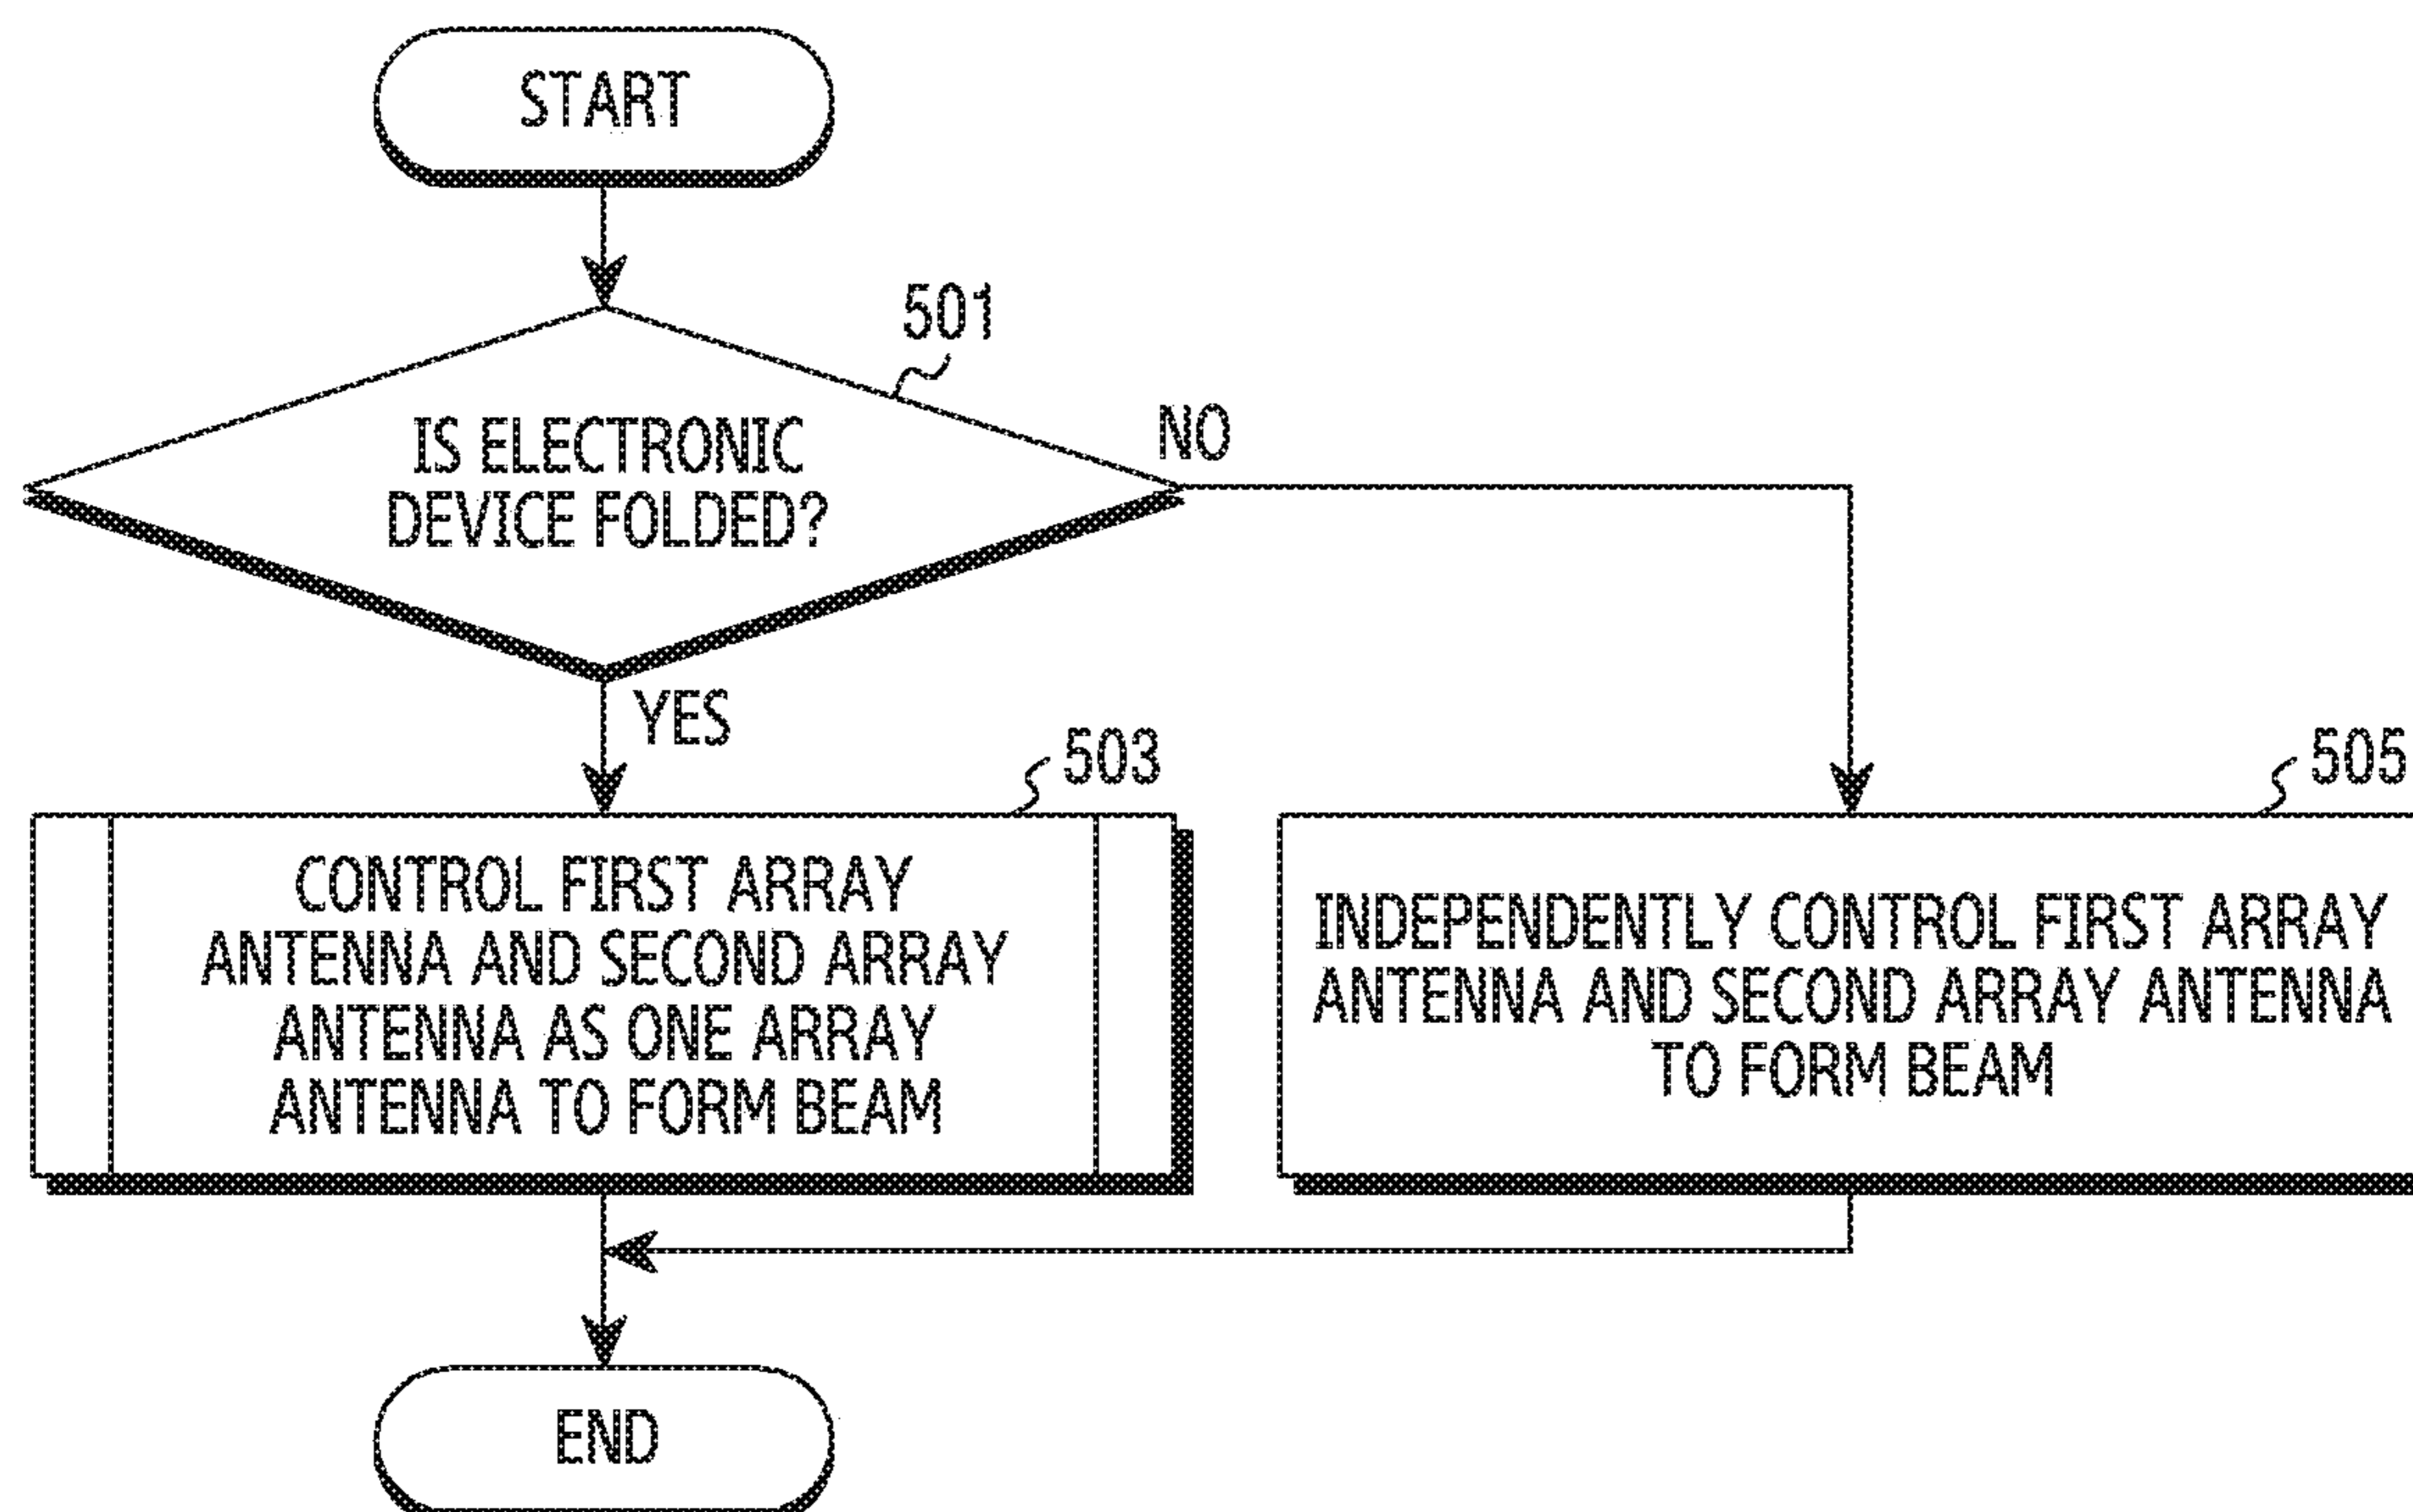 START
501
IS ELECTRONIC
DEVICE FOLDED?
NO
YES
503
CONTROL FIRST ARRAY
ANTENNA AND SECOND ARRAY
ANTENNA AS ONE ARRAY
ANTENNA TO FORM BEAM
505
INDEPENDENTLY CONTROL FIRST ARRAY
ANTENNA AND SECOND ARRAY ANTENNA
TO FORM BEAM
END